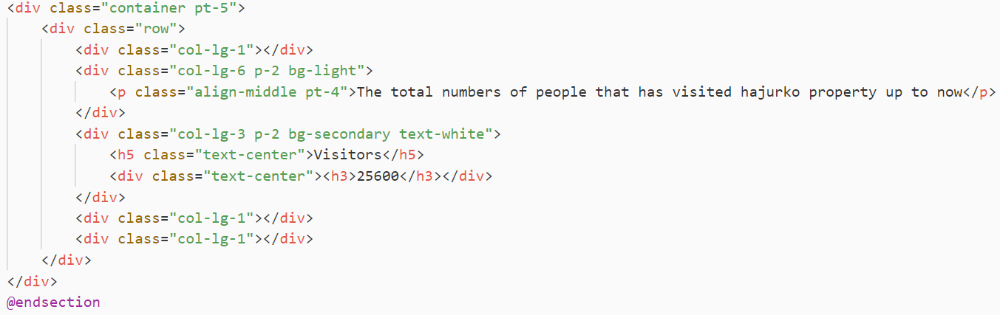 <div class="container pt-5">
    <div class="row">
        <div class="col-lg-1"></div>
        <div class="col-lg-6 p-2 bg-light">
            <p class="align-middle pt-4">The total numbers of people that has visited hajurko property up to now</p>
        </div>
        <div class="col-lg-3 p-2 bg-secondary text-white">
            <h5 class="text-center">Visitors</h5>
            <div class="text-center"><h3>25600</h3></div>
        </div>
        <div class="col-lg-1"></div>
        <div class="col-lg-1"></div>
    </div>
</div>
@endsection